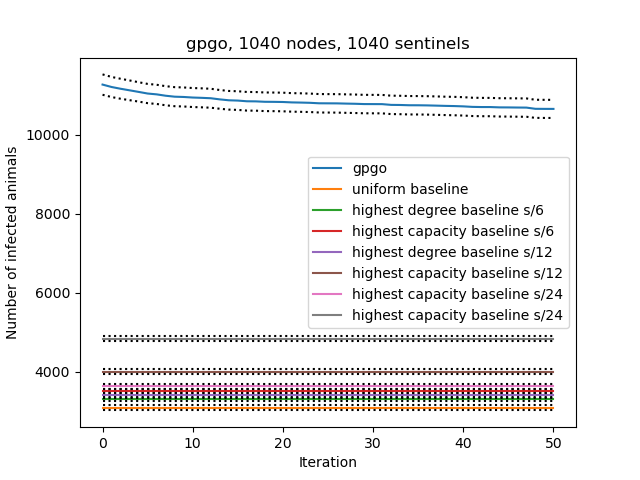 gpgo, 1040 nodes, 1040 sentinels
Number of infected animals
10000
8000
6000
4000
gpgo
uniform baseline
highest degree baseline s/6
highest capacity baseline s/6
highest degree baseline s/12
highest capacity baseline s/12
highest capacity baseline s/24
highest capacity baseline s/24
0 10 20 30 40 50
Iteration